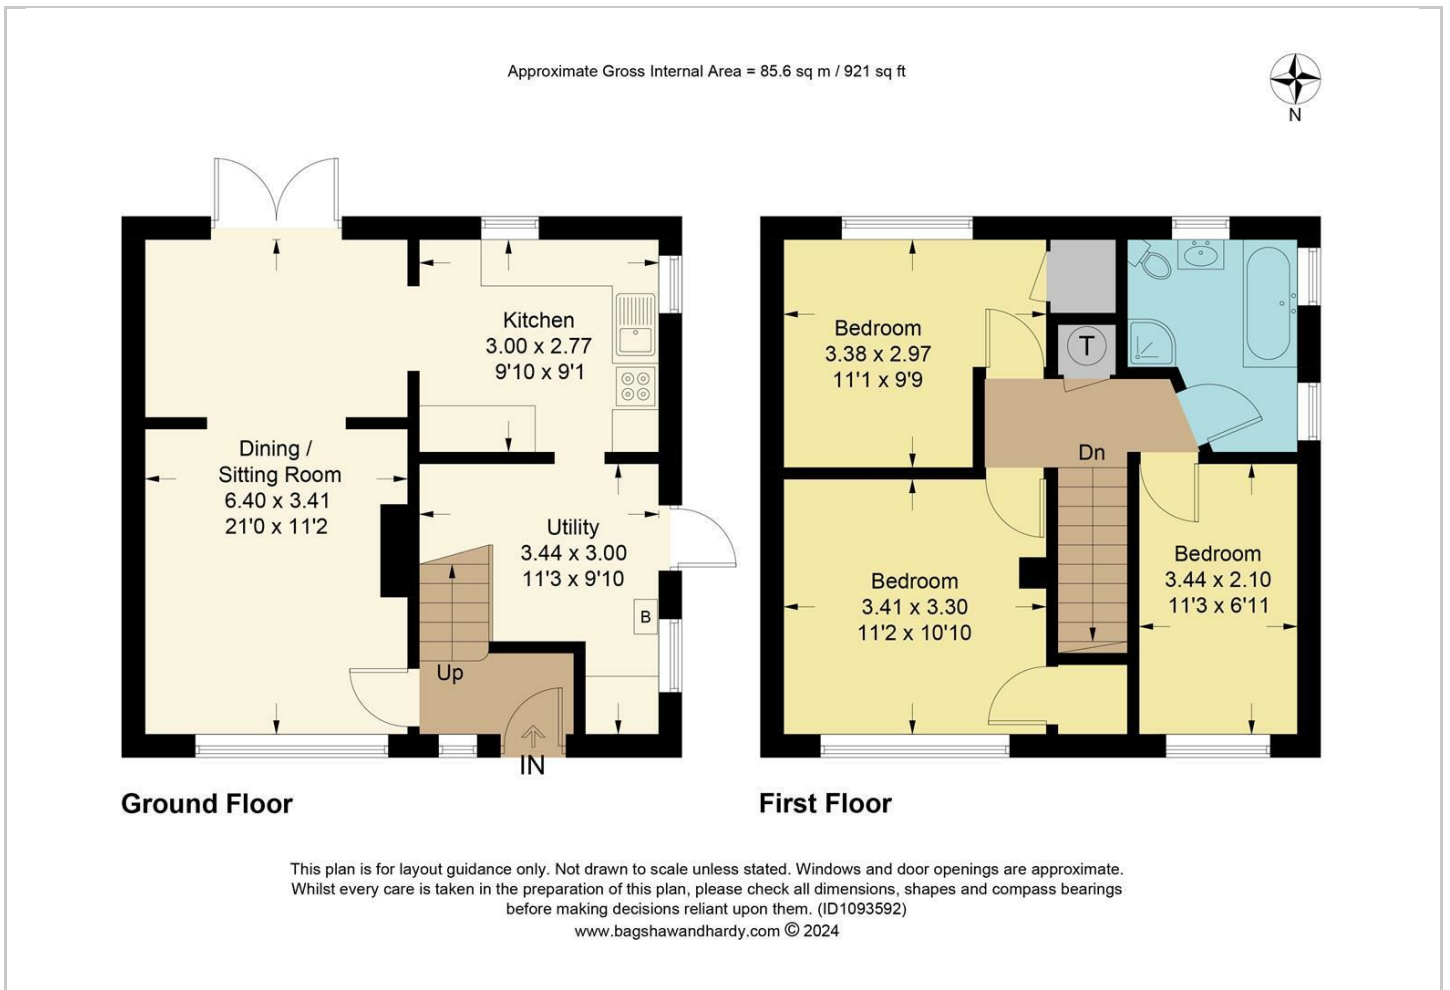 Approximate Gross Internal Area = 85.6 sq m / 921 sq ft
N
Kitchen
3.00 x 2.77
9'10 x 9'1
Dining /
Sitting Room
6.40 x 3.41
21'0 x 11'2
Utility
3.44 x 3.00
11'3 x 9'10
B
Up
IN
Ground Floor
Bedroom
3.38 x 2.97
11'1 x 9'9
T
Dn
Bedroom
3.41 x 3.30
11'2 x 10'10
Bedroom
3.44 x 2.10
11'3 x 6'11
First Floor
This plan is for layout guidance only. Not drawn to scale unless stated. Windows and door openings are approximate.
Whilst every care is taken in the preparation of this plan, please check all dimensions, shapes and compass bearings
before making decisions reliant upon them. (ID1093592)
www.bagshawandhardy.com © 2024